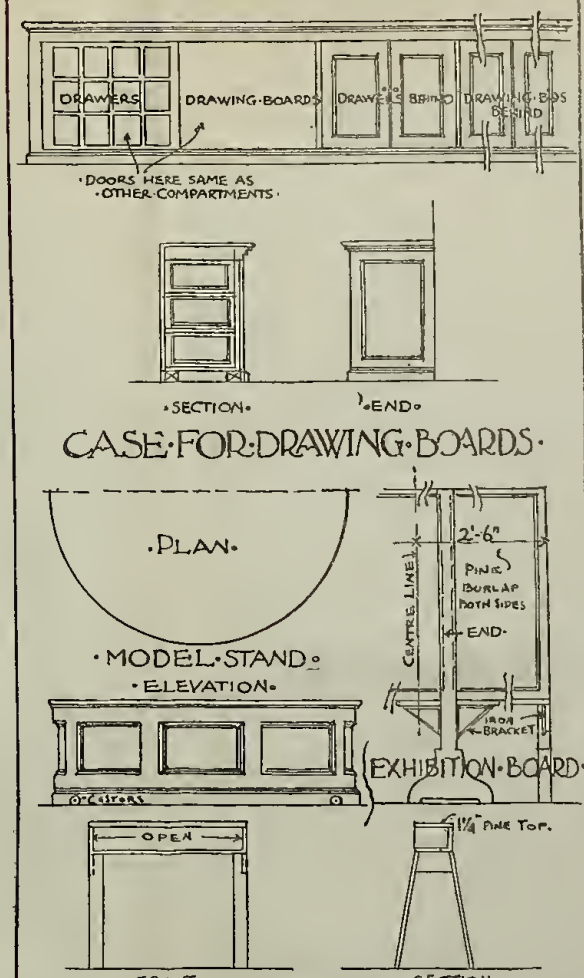 DRAWERS DRAWING·BOARDS DRAWERS BEHIND DRAWING·BDS
BEHIND
·DOORS HERE SAME AS
·OTHER·COMPARTMENTS·
·SECTION· ·END·
CASE·FOR·DRAWING·BOARDS·
·PLAN·
CENTRE LINE
2'-6"
PINK
BURLAP
BOTH SIDES
←END·
·MODEL·STAND·
·ELEVATION·
IRON
BRACKET
EXHIBITION·BOARD·
CASTORS
OPEN
1¼" PINE TOP.
SECTION